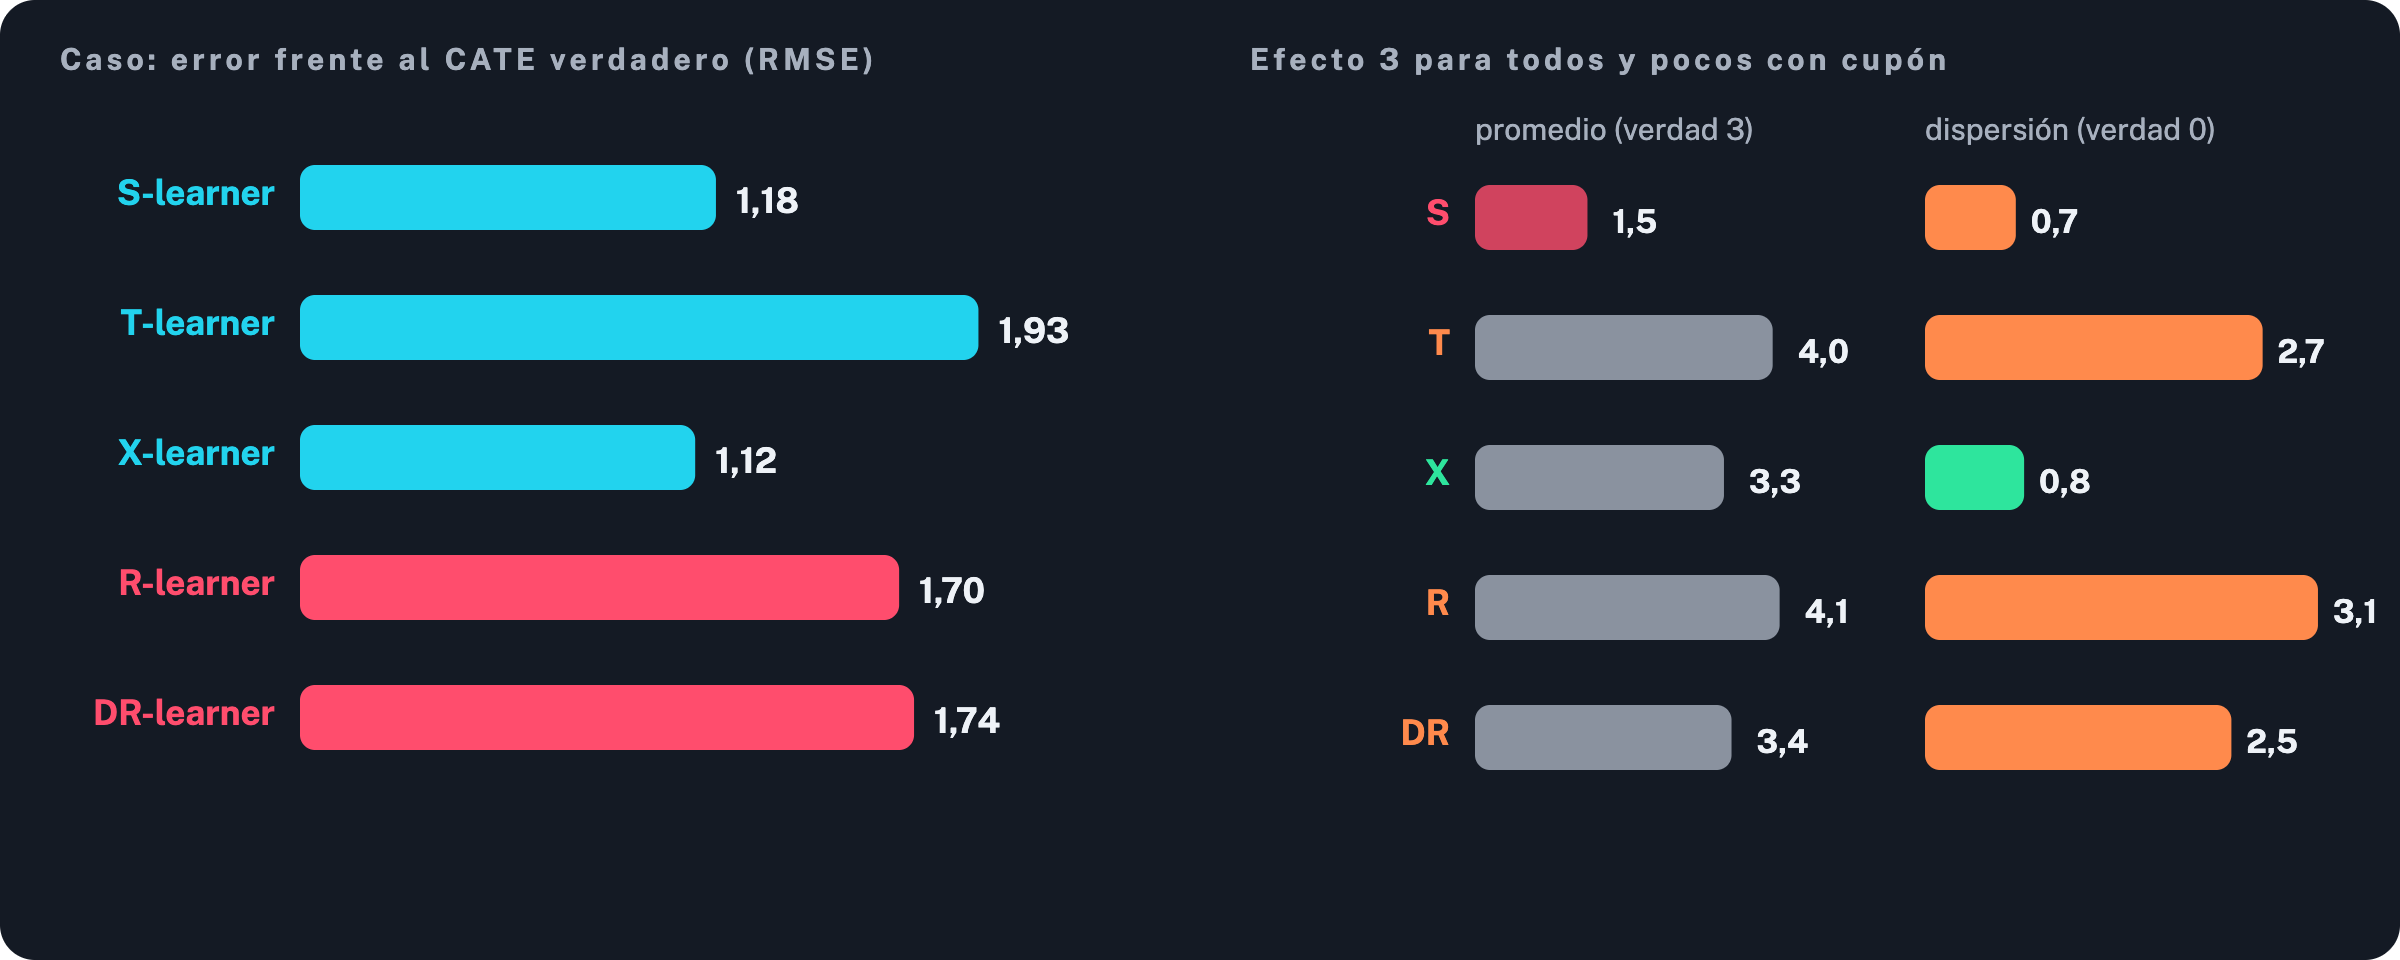 Caso: error frente al CATE verdadero (RMSE)
S-learner 1,18
T-learner 1,93
X-learner 1,12
R-learner 1,70
DR-learner 1,74
Efecto 3 para todos y pocos con cupón
promedio (verdad 3) dispersión (verdad 0)
S 1,5 0,7
T 4,0 2,7
X 3,3 0,8
R 4,1 3,1
DR 3,4 2,5